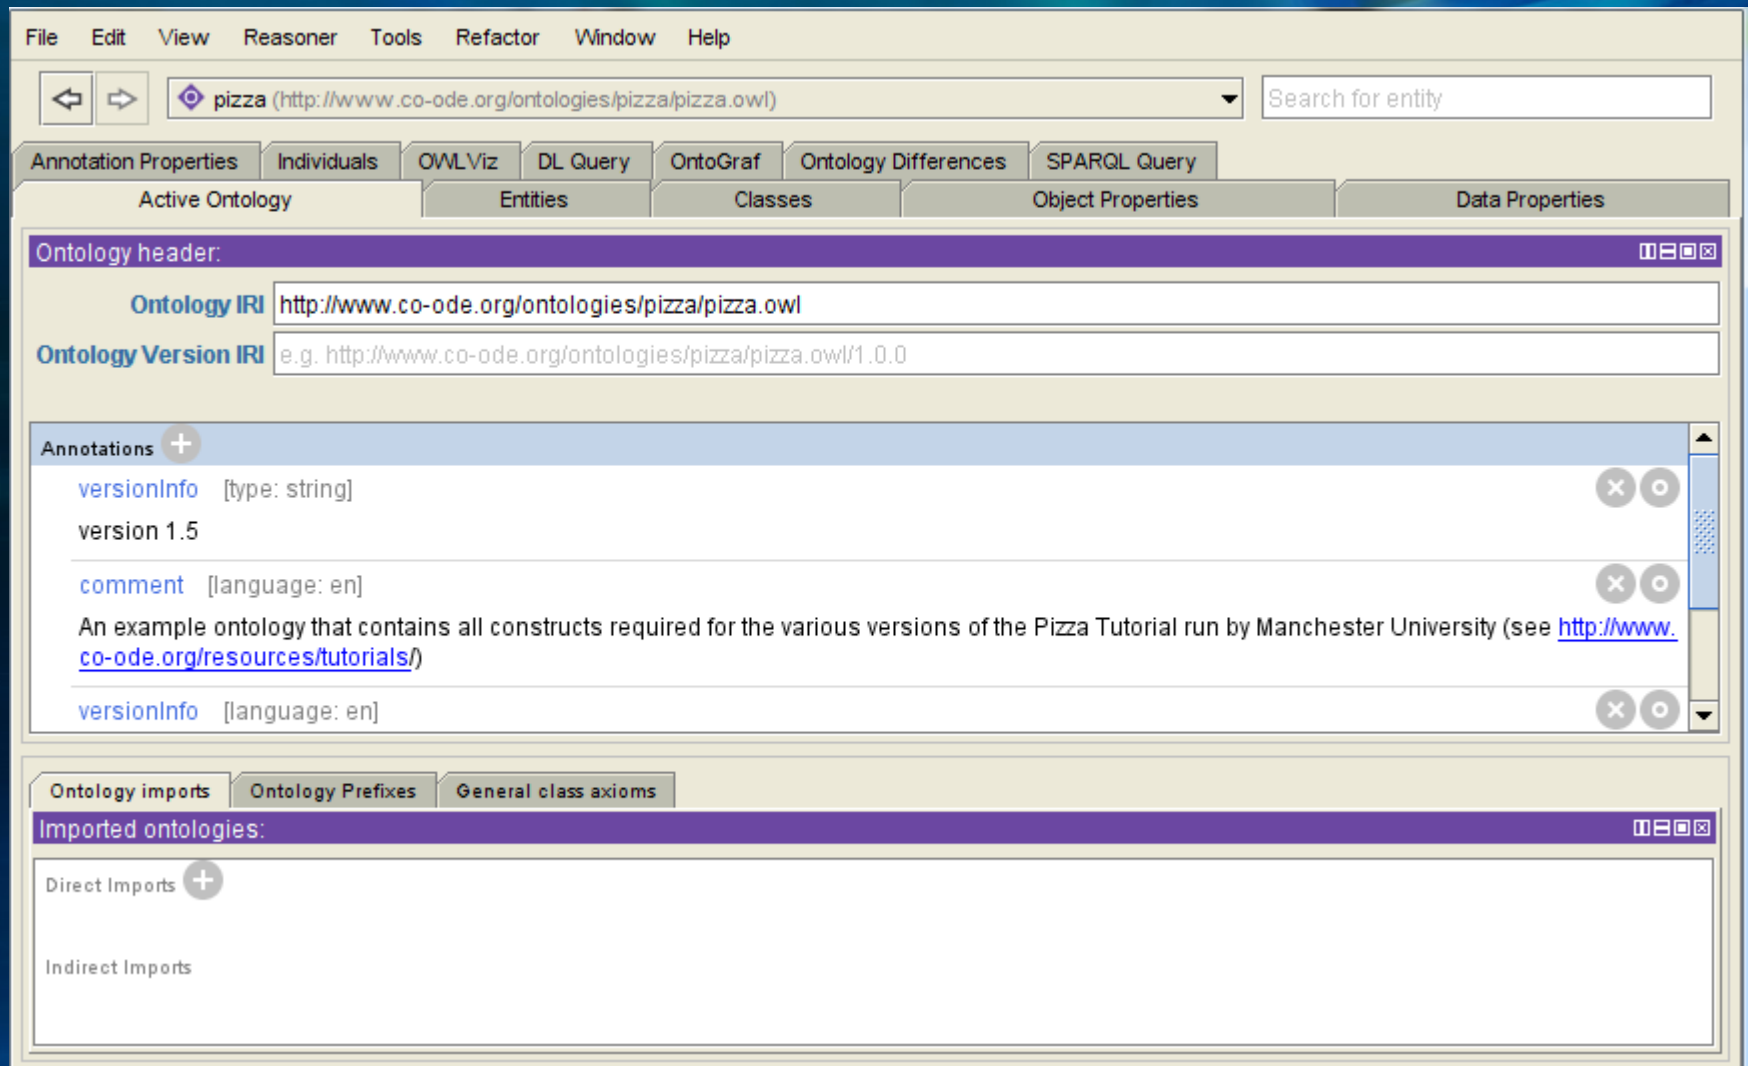 File Edit View Reasoner Tools Refactor Window Help
pizza (http://www.co-ode.org/ontologies/pizza/pizza.owl) Search for entity
Annotation Properties Individuals OWLViz DL Query OntoGraf Ontology Differences SPARQL Query
Active Ontology Entities Classes Object Properties Data Properties
Ontology header:
Ontology IRI http://www.co-ode.org/ontologies/pizza/pizza.owl
Ontology Version IRI e.g. http://www.co-ode.org/ontologies/pizza/pizza.owl/1.0.0
Annotations
versionInfo [type: string]
version 1.5
comment [language: en]
An example ontology that contains all constructs required for the various versions of the Pizza Tutorial run by Manchester University (see http://www.
co-ode.org/resources/tutorials/)
versionInfo [language: en]
Ontology imports Ontology Prefixes General class axioms
Imported ontologies:
Direct Imports
Indirect Imports